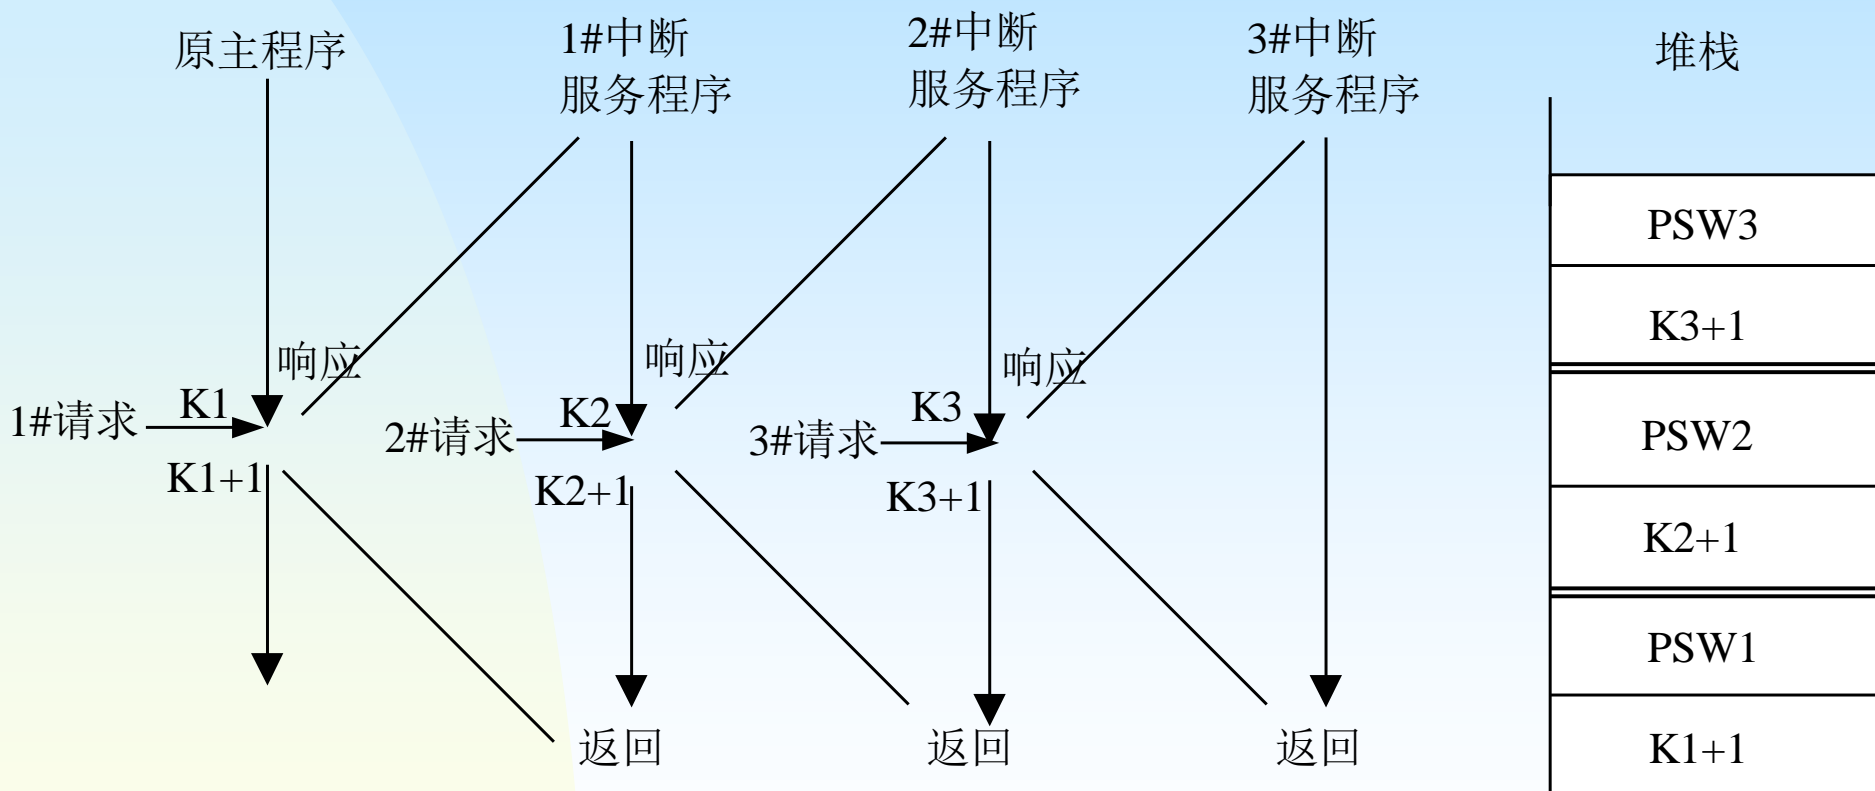 原主程序
1#中断
服务程序
2#中断
服务程序
3#中断
服务程序
堆栈
响应
响应
响应
1#请求
K1
K1+1
2#请求
K2
K2+1
3#请求
K3
K3+1
返回
返回
返回
PSW3
K3+1
PSW2
K2+1
PSW1
K1+1